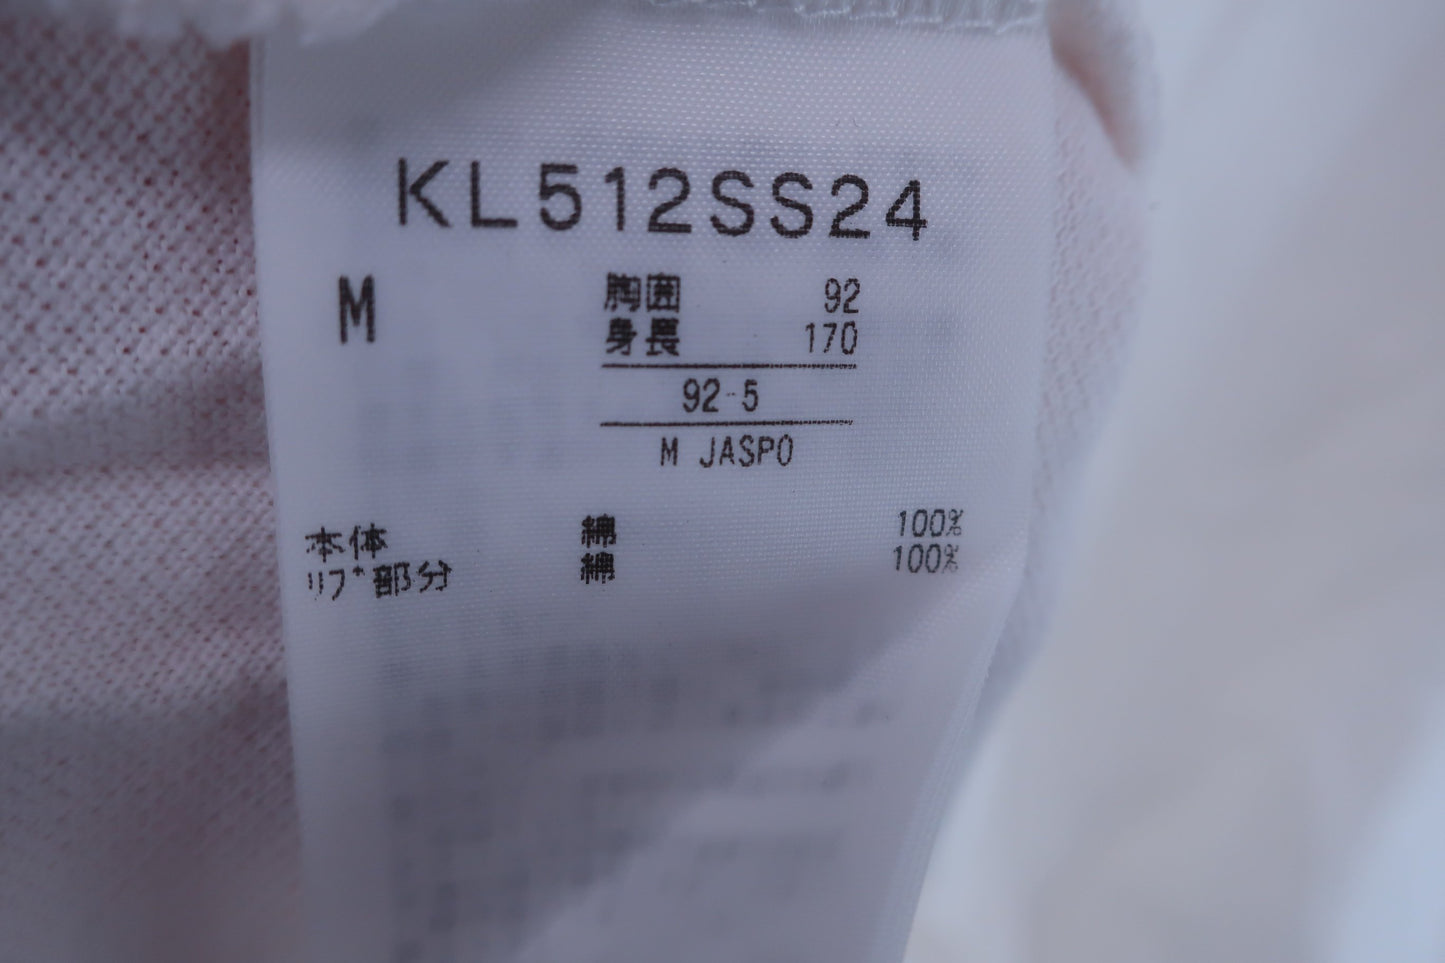 KL512SS24
M 胸囲 92
身長 170
92-5
M JASPO
本体 綿 100%
リブ部分 綿 100%